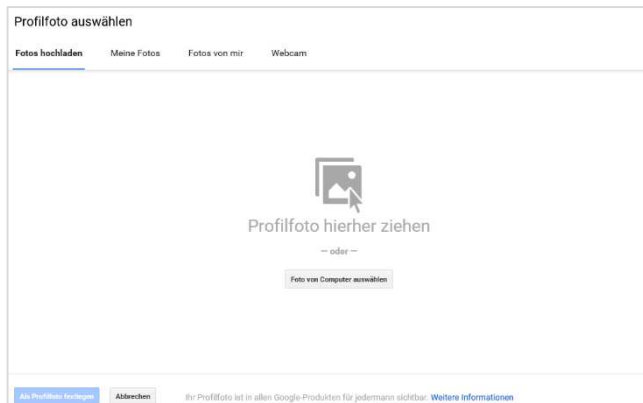 Profilfoto auswählen
Fotos hochladen Meine Fotos Fotos von mir Webcam
Profilfoto hierher ziehen
— oder —
Foto von Computer auswählen
Als Profilfoto festlegen Abbrechen Ihr Profilfoto ist in allen Google-Produkten für jedermann sichtbar. Weitere Informationen